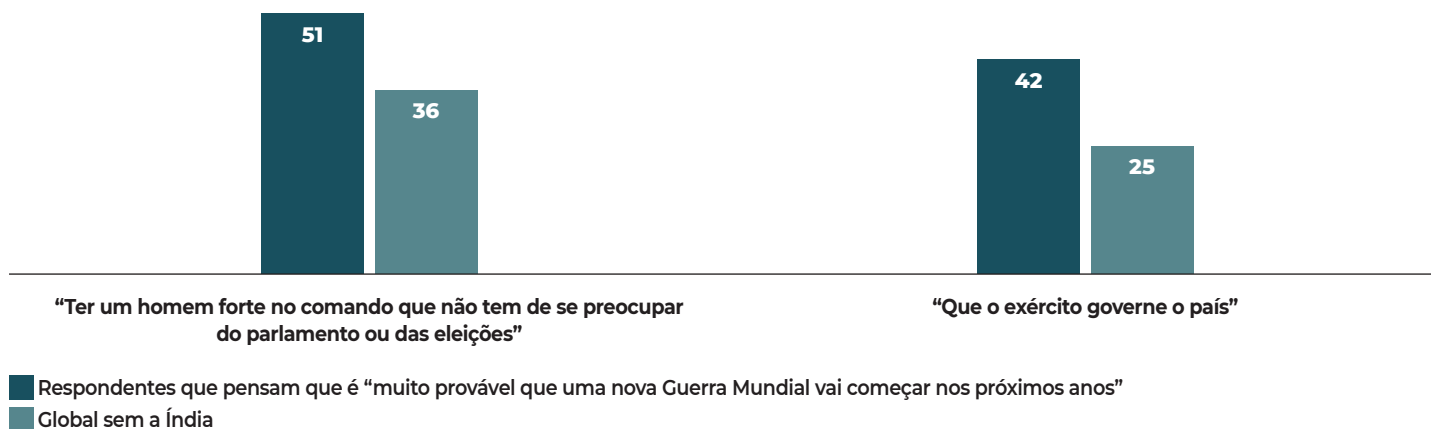 51
36
42
25
“Ter um homem forte no comando que não tem de se preocupar
do parlamento ou das eleições”
“Que o exército governe o país”
Respondentes que pensam que é “muito provável que uma nova Guerra Mundial vai começar nos próximos anos”
Global sem a Índia